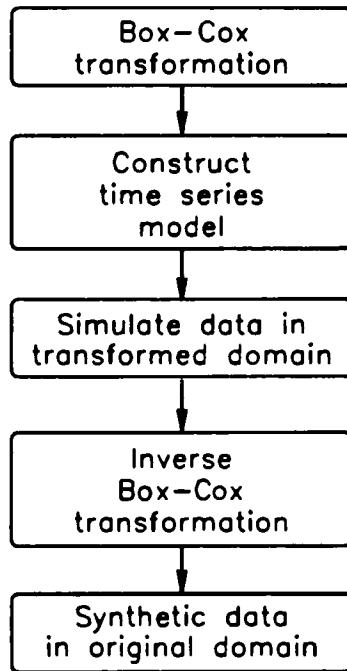 Box-Cox
transformation
Construct
time series
model
Simulate data in
transformed domain
Inverse
Box-Cox
transformation
Synthetic data
in original domain